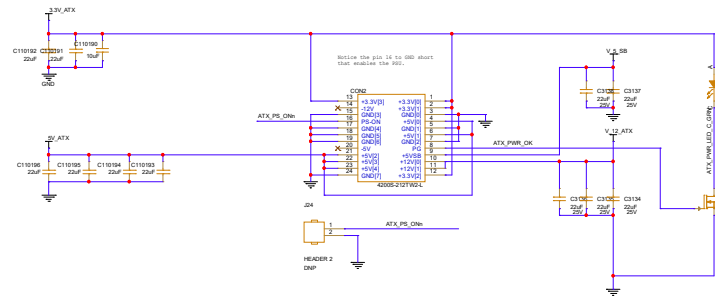 3.3V_ATX
C110192
22uF
C110191
22uF
C110190
10uF
GND
Notice the pin 16 to GND short
that enables the PSU.
CON2
13 +3.3V[3] +3.3V[0] 1
14 -12V +3.3V[1] 2
15 GND[3] GND[0] 3
16 PS-ON +5V[0] 4
17 GND[4] GND[1] 5
18 GND[5] +5V[1] 6
19 GND[6] GND[2] 7
20 -5V PG 8
21 +5V[2] +5VSB 9
22 +5V[3] +12V[0] 10
23 +5V[4] +12V[1] 11
24 GND[7] +3.3V[2] 12
42005-212TW2-L
ATX_PS_ONn
5V_ATX
C110196
22uF
C110195
22uF
C110194
22uF
C110193
22uF
ATX_PWR_OK
V_5_SB
22uF
25V
C3137
22uF
25V
V_12_ATX
22uF
25V
22uF
25V
C3134
22uF
25V
A
C
ATX_PWR_LED_C_GRN
J24
1
2
ATX_PS_ONn
HEADER 2
DNP